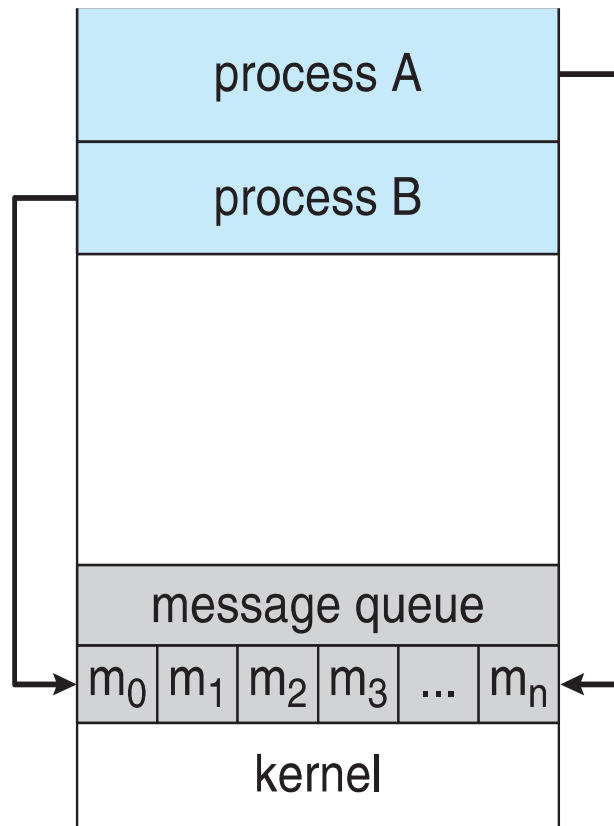 process A
process B
message queue
m₀ m₁ m₂ m₃ ... mₙ
kernel